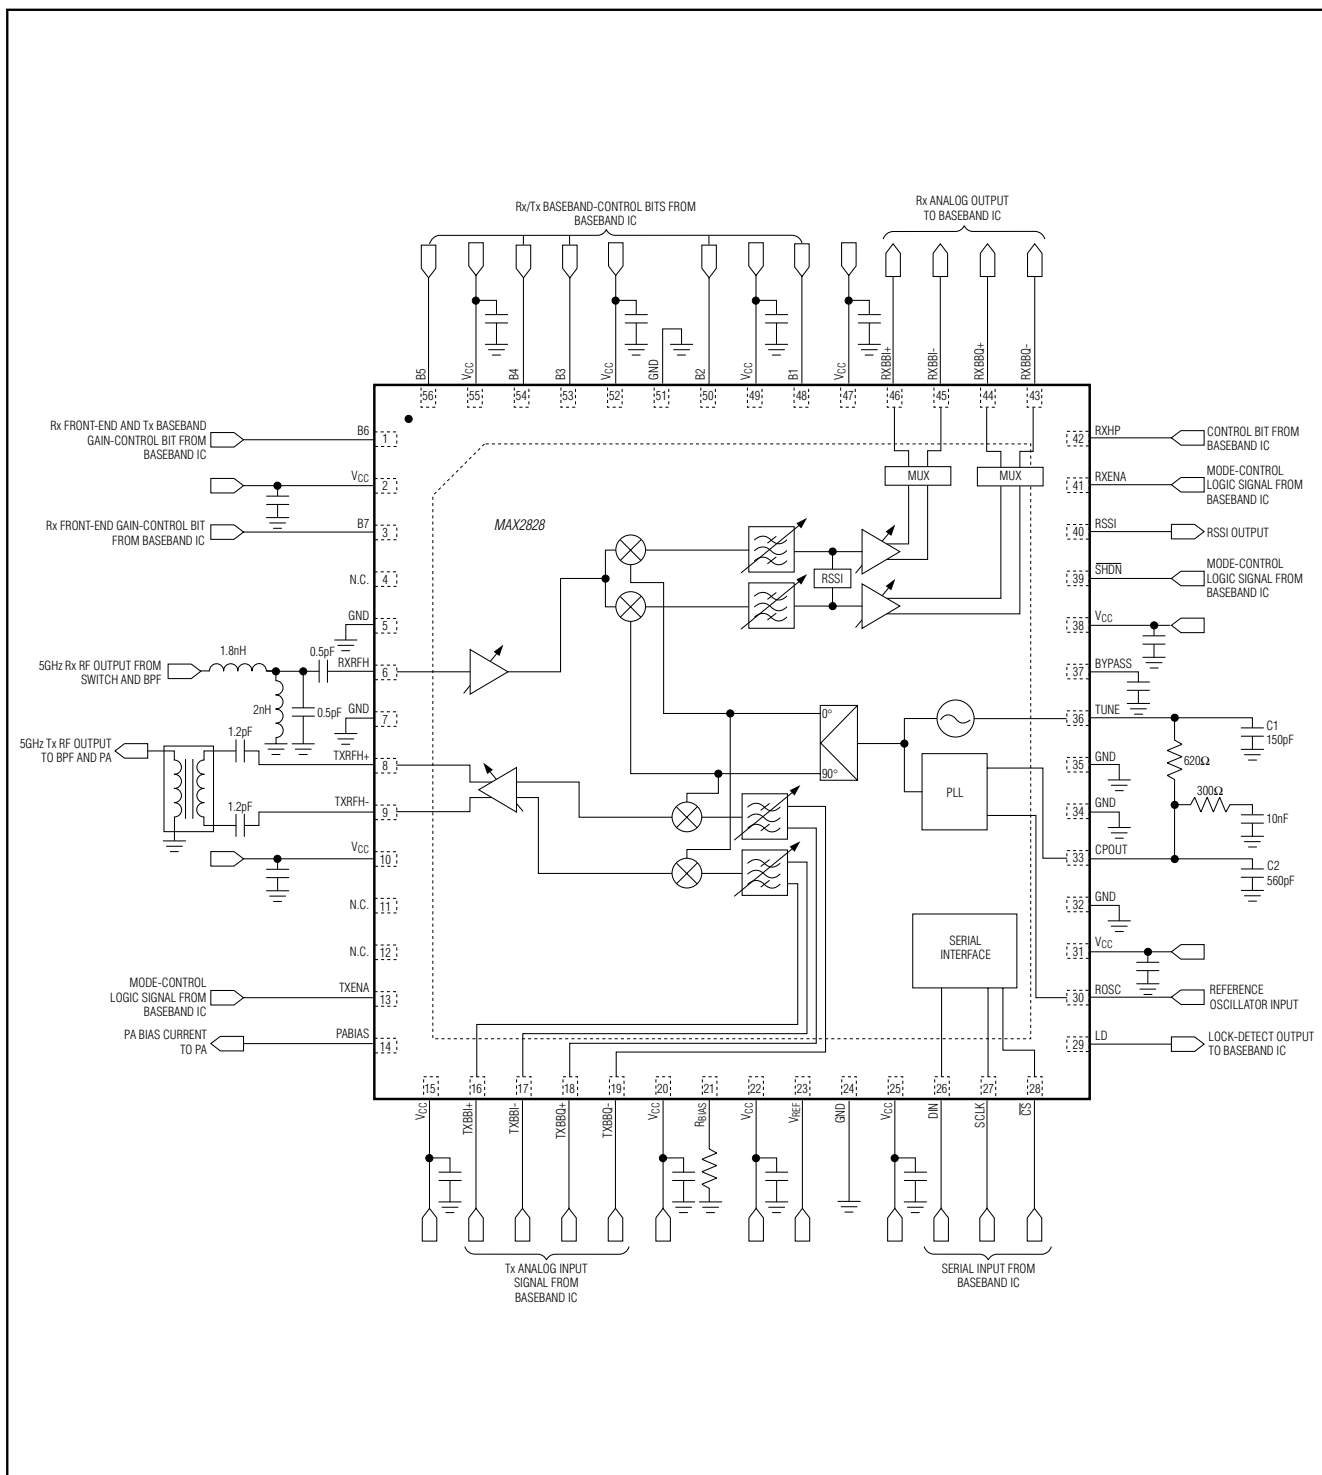 Rx/Tx BASEBAND-CONTROL BITS FROM
BASEBAND IC
Rx ANALOG OUTPUT
TO BASEBAND IC
B5
VCC
B4
B3
VCC
GND
B2
VCC
B1
VCC
RXBBI+
RXBBI-
RXBBQ+
RXBBQ-
56
55
54
53
52
51
50
49
48
47
46
45
44
43
Rx FRONT-END AND Tx BASEBAND
GAIN-CONTROL BIT FROM
BASEBAND IC
B6
1
VCC
2
Rx FRONT-END GAIN-CONTROL BIT
FROM BASEBAND IC
B7
3
N.C.
4
GND
5
5GHz Rx RF OUTPUT FROM
SWITCH AND BPF
1.8nH
0.5pF
RXRFH
6
2nH
0.5pF
GND
7
5GHz Tx RF OUTPUT
TO BPF AND PA
1.2pF
TXRFH+
8
1.2pF
TXRFH-
9
VCC
10
N.C.
11
N.C.
12
MODE-CONTROL
LOGIC SIGNAL FROM
BASEBAND IC
TXENA
13
PA BIAS CURRENT
TO PA
PABIAS
14
MAX2828
MUX
MUX
RSSI
0°
90°
PLL
SERIAL
INTERFACE
42
RXHP
CONTROL BIT FROM
BASEBAND IC
41
RXENA
MODE-CONTROL
LOGIC SIGNAL FROM
BASEBAND IC
40
RSSI
RSSI OUTPUT
39
SHDN
MODE-CONTROL
LOGIC SIGNAL FROM
BASEBAND IC
38
VCC
37
BYPASS
36
TUNE
C1
150pF
620Ω
35
GND
300Ω
34
GND
10nF
33
CPOUT
C2
560pF
32
GND
31
VCC
30
ROSC
REFERENCE
OSCILLATOR INPUT
29
LD
LOCK-DETECT OUTPUT
TO BASEBAND IC
15
16
17
18
19
20
21
22
23
24
25
26
27
28
VCC
TXBBI+
TXBBI-
TXBBQ+
TXBBQ-
VCC
RBIAS
VCC
VREF
GND
VCC
DIN
SCLK
CS
Tx ANALOG INPUT
SIGNAL FROM
BASEBAND IC
SERIAL INPUT FROM
BASEBAND IC